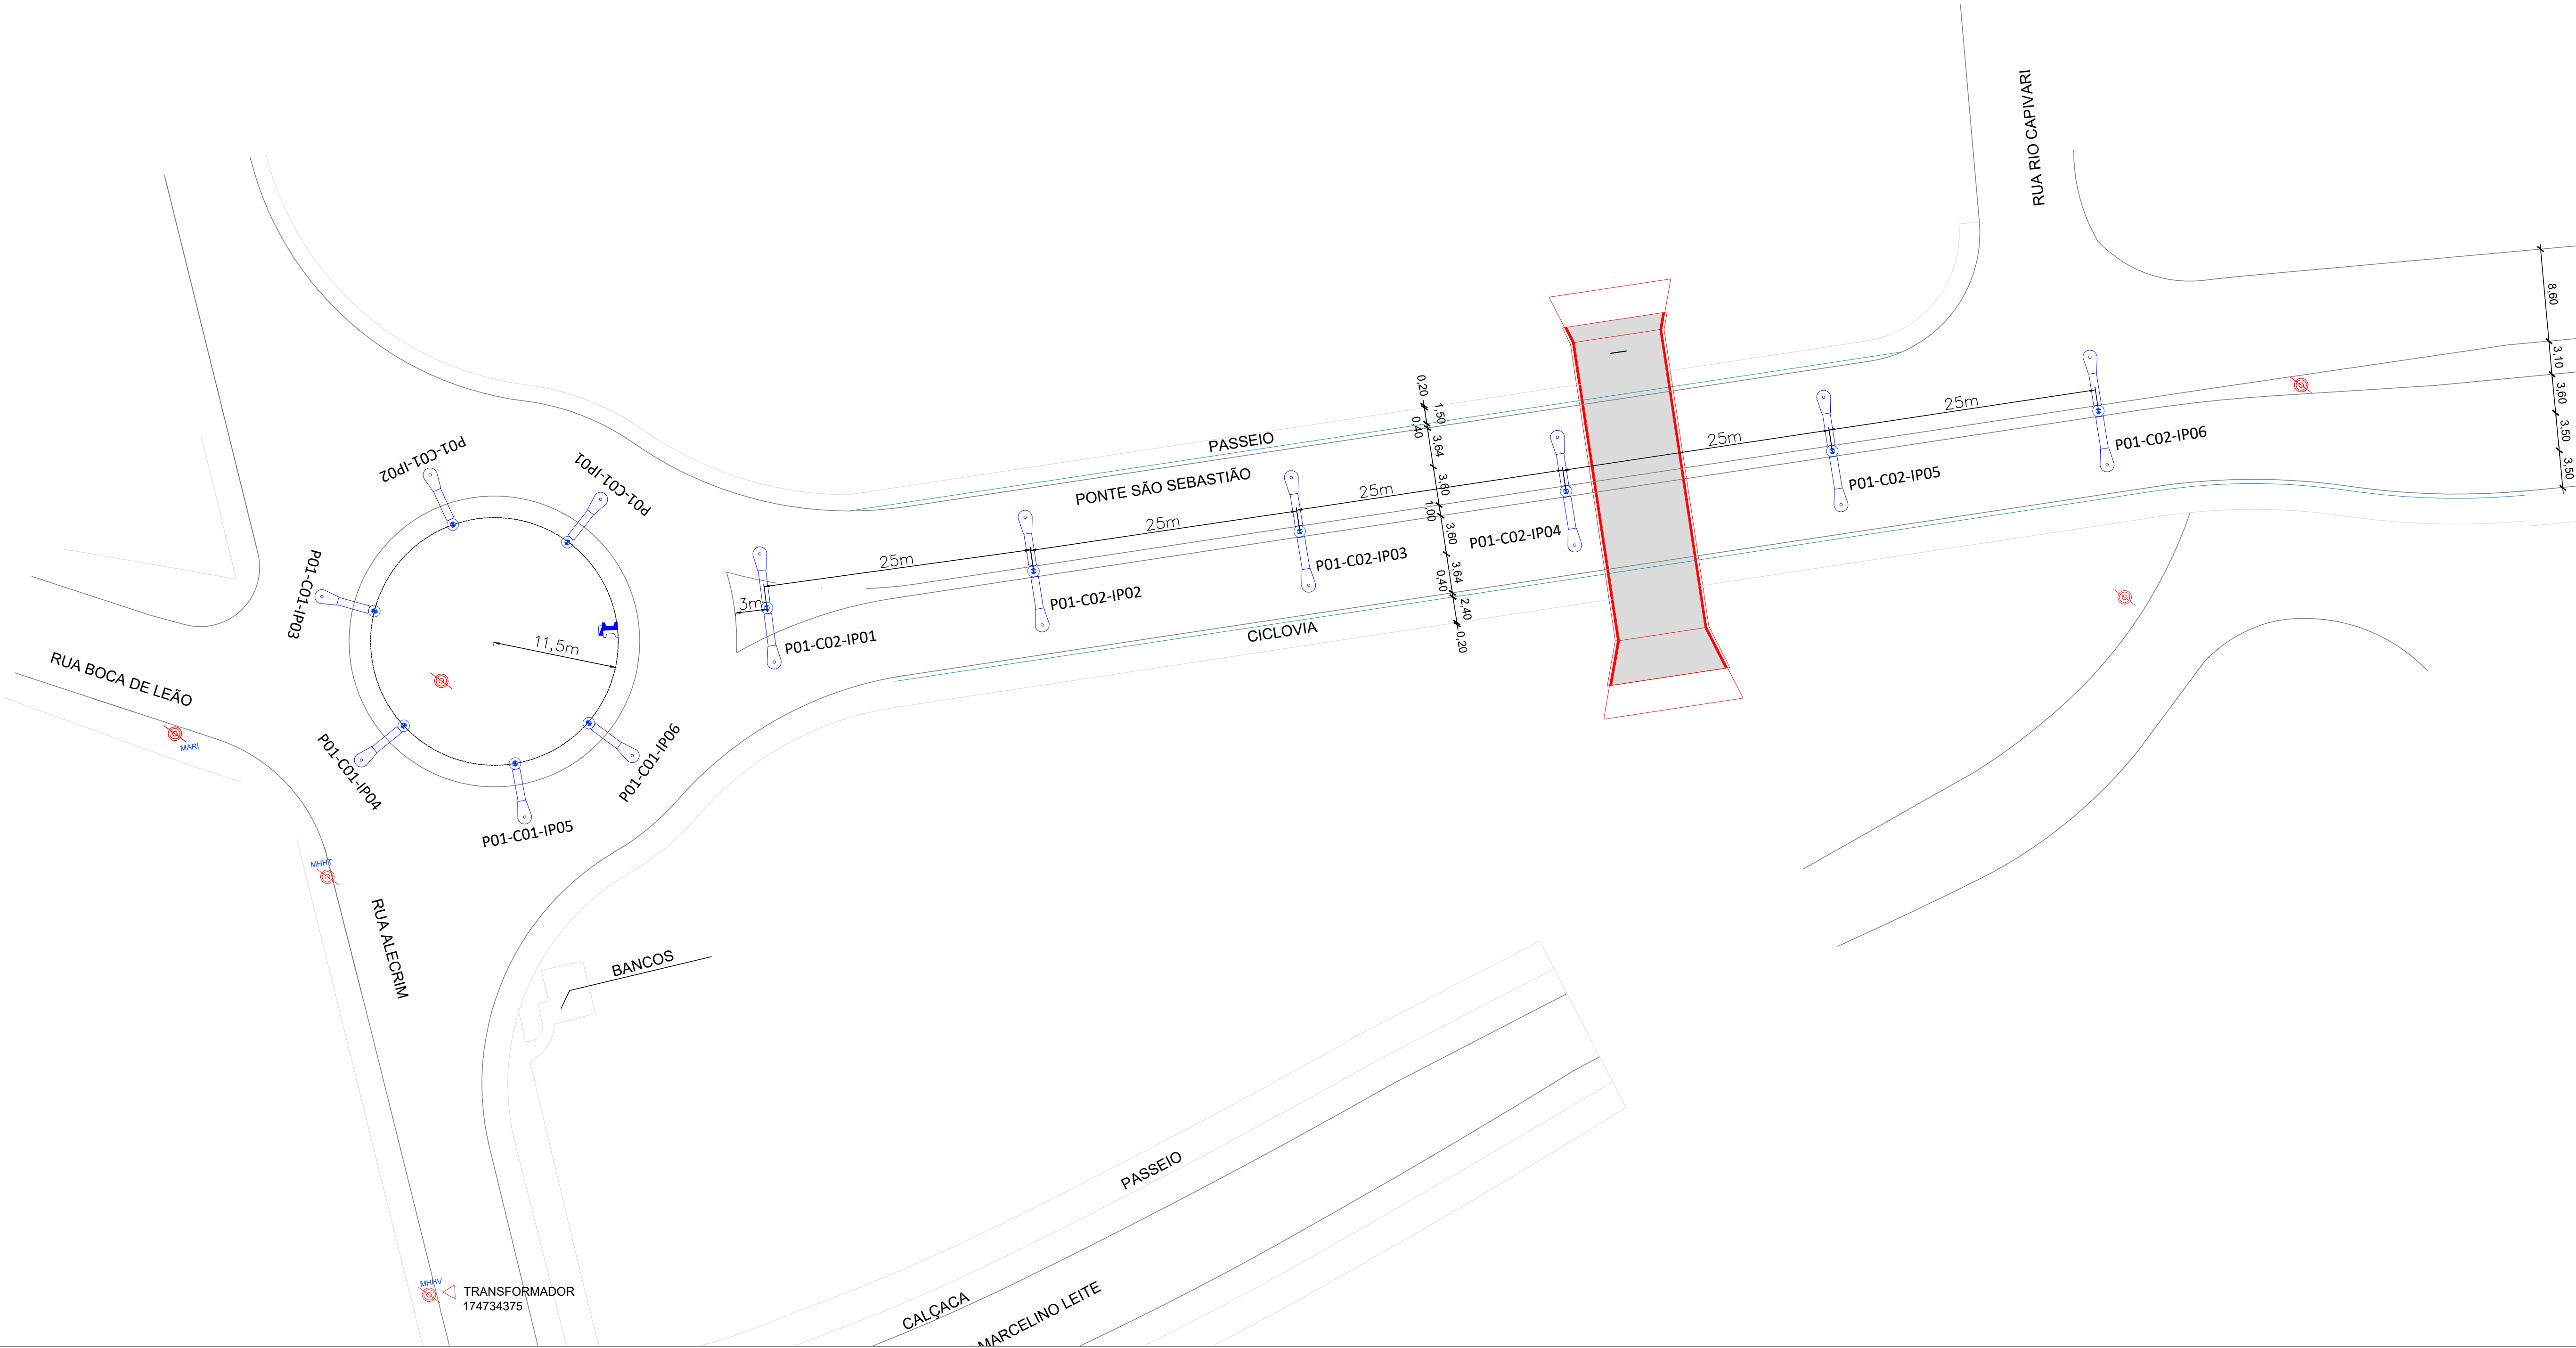 RUA RIO CAPIVARI
8,60
3,10
3,60
3,50
3,50
0,20
1,50
0,40
3,64
3,60
1,00
3,60
3,64
0,40
2,40
0,20
PASSEIO
PONTE SÃO SEBASTIÃO
25m
25m
25m
25m
25m
P01-C02-IP06
P01-C02-IP05
P01-C02-IP04
P01-C02-IP03
P01-C02-IP02
P01-C02-IP01
3m
CICLOVIA
P01-C01-IP02
P01-C01-IP01
P01-C01-IP03
11,5m
P01-C01-IP04
P01-C01-IP05
P01-C01-IP06
RUA BOCA DE LEÃO
MARI
MHHT
RUA ALECRIM
BANCOS
MHHV
TRANSFORMADOR
174734375
PASSEIO
CALÇACA
MARCELINO LEITE